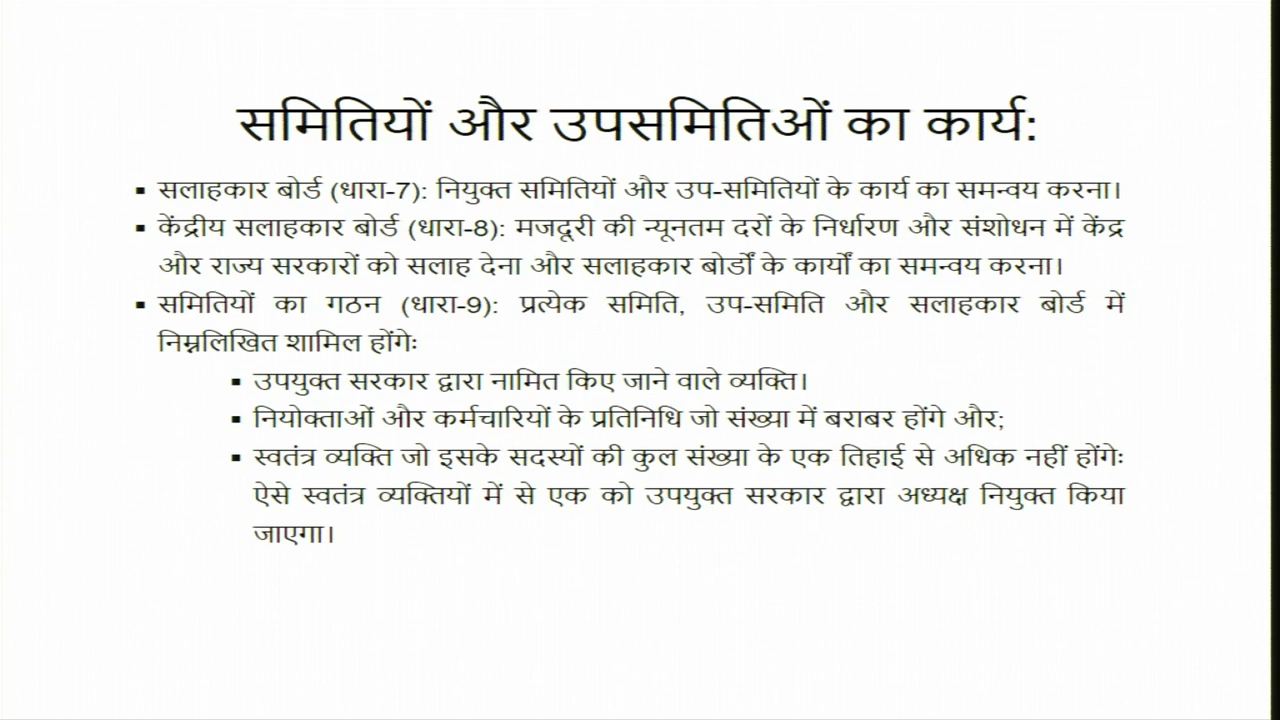 समितियों और उपसमितिओं का कार्य:
▪ सलाहकार बोर्ड (धारा-7): नियुक्त समितियों और उप-समितियों के कार्य का समन्वय करना।
▪ केंद्रीय सलाहकार बोर्ड (धारा-8): मजदूरी की न्यूनतम दरों के निर्धारण और संशोधन में केंद्र
और राज्य सरकारों को सलाह देना और सलाहकार बोर्डों के कार्यों का समन्वय करना।
▪ समितियों का गठन (धारा-9): प्रत्येक समिति, उप-समिति और सलाहकार बोर्ड में
निम्नलिखित शामिल होंगेः
▪ उपयुक्त सरकार द्वारा नामित किए जाने वाले व्यक्ति।
▪ नियोक्ताओं और कर्मचारियों के प्रतिनिधि जो संख्या में बराबर होंगे और;
▪ स्वतंत्र व्यक्ति जो इसके सदस्यों की कुल संख्या के एक तिहाई से अधिक नहीं होंगेः
ऐसे स्वतंत्र व्यक्तियों में से एक को उपयुक्त सरकार द्वारा अध्यक्ष नियुक्त किया
जाएगा।